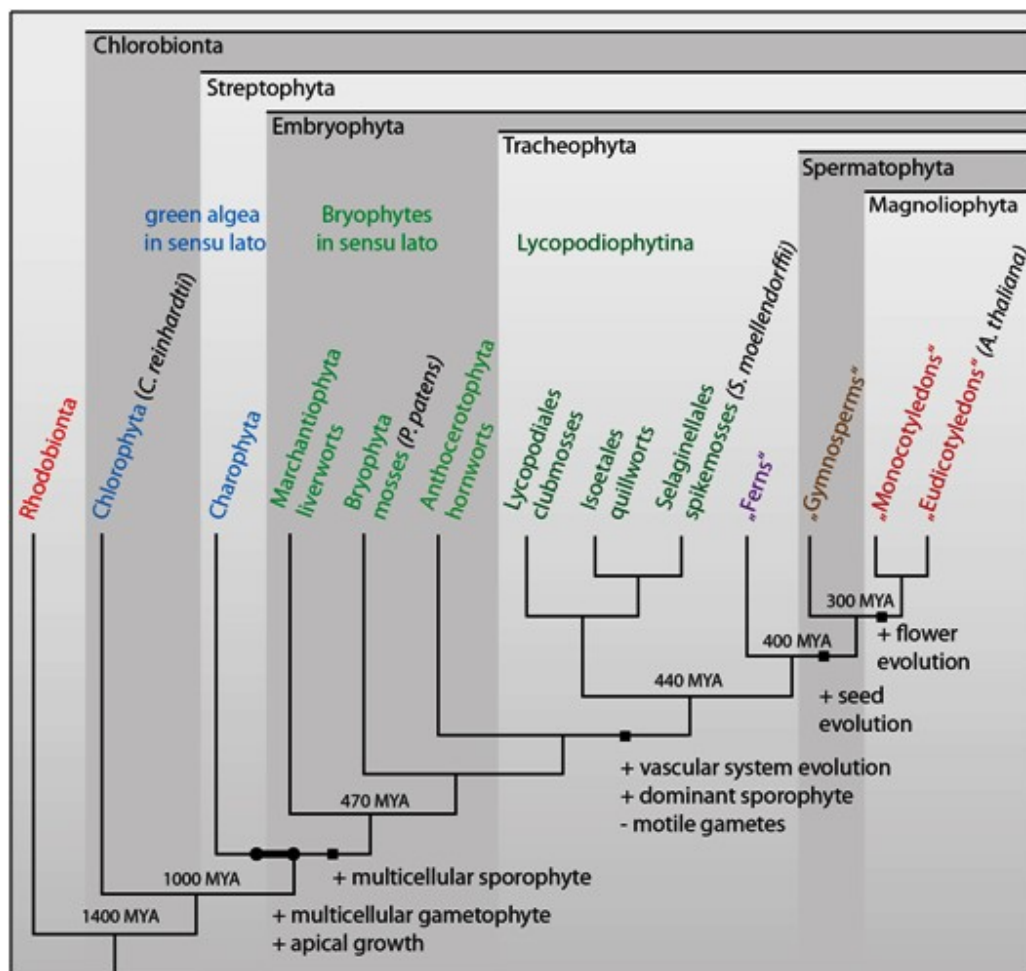 Chlorobionta
Streptophyta
Embryophyta
Tracheophyta
Spermatophyta
Magnoliophyta
green algea
in sensu lato
Bryophytes
in sensu lato
Lycopodiophytina
Rhodobionta
Chlorophyta (C. reinhardtii)
Charophyta
Marchantiophyta
liverworts
Bryophyta
mosses (P. patens)
Anthocerotophyta
hornworts
Lycopodiales
clubmosses
Isoetales
quillworts
Selaginellales
spikemosses (S. moellendorffii)
„Ferns“
„Gymnosperms“
„Monocotyledons“
„Eudicotyledons“ (A. thaliana)
300 MYA
+ flower
evolution
400 MYA
440 MYA
+ seed
evolution
+ vascular system evolution
+ dominant sporophyte
- motile gametes
470 MYA
+ multicellular sporophyte
1000 MYA
+ multicellular gametophyte
+ apical growth
1400 MYA